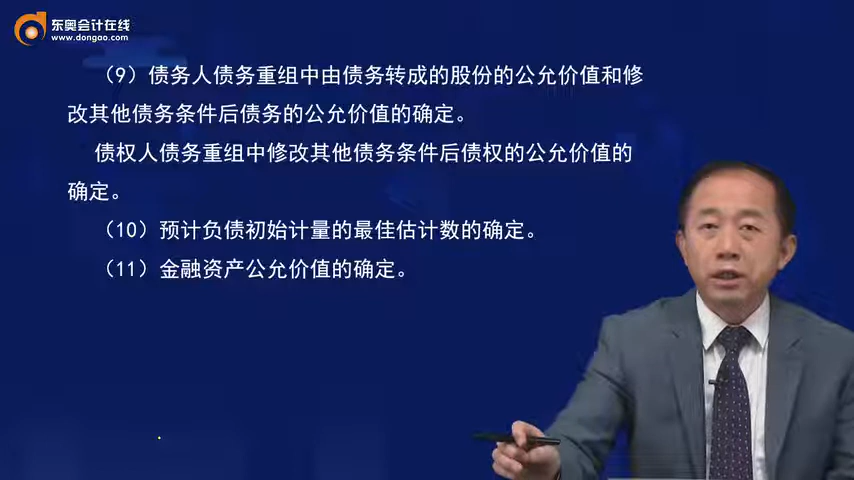 东奥会计在线
www.dongao.com
（9）债务人债务重组中由债务转成的股份的公允价值和修
改其他债务条件后债务的公允价值的确定。
债权人债务重组中修改其他债务条件后债权的公允价值的
确定。
（10）预计负债初始计量的最佳估计数的确定。
（11）金融资产公允价值的确定。